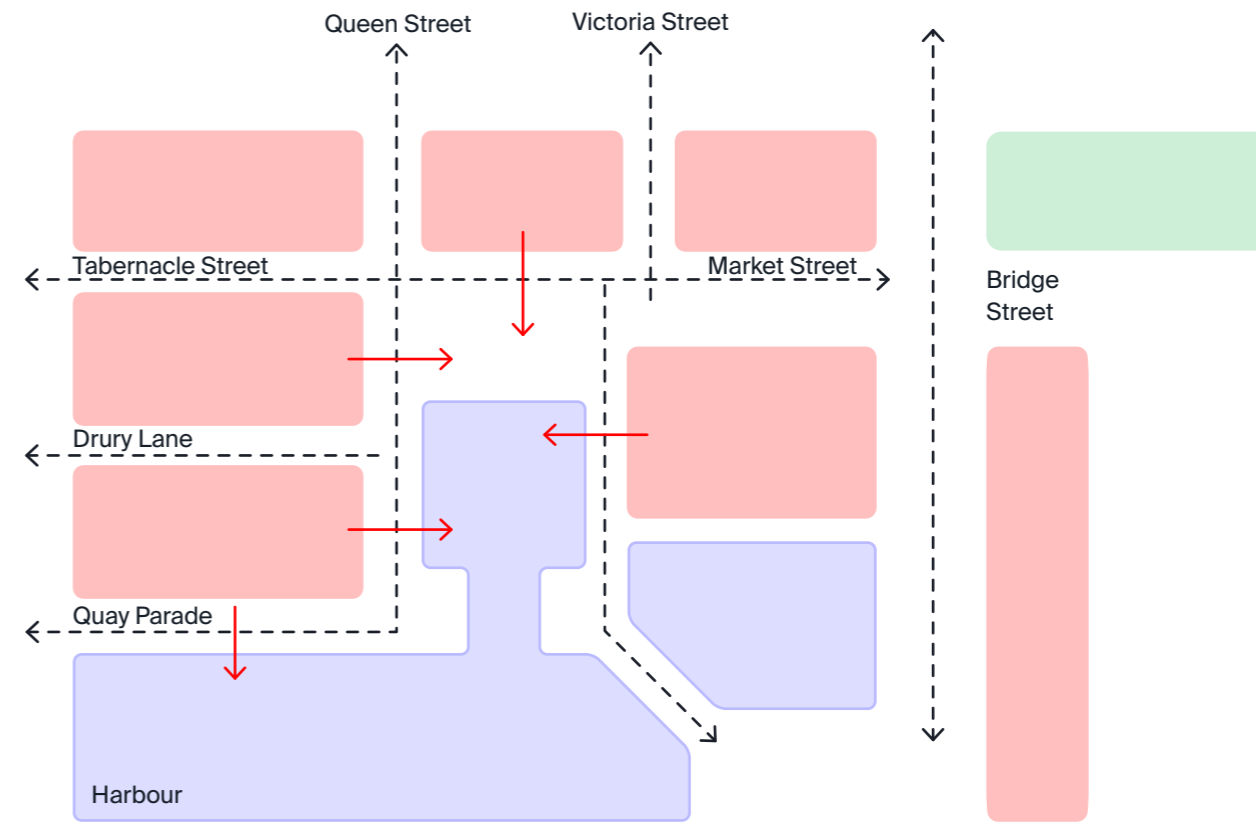 Queen Street
Victoria Street
Tabernacle Street
Market Street
Bridge
Street
Drury Lane
Quay Parade
Harbour